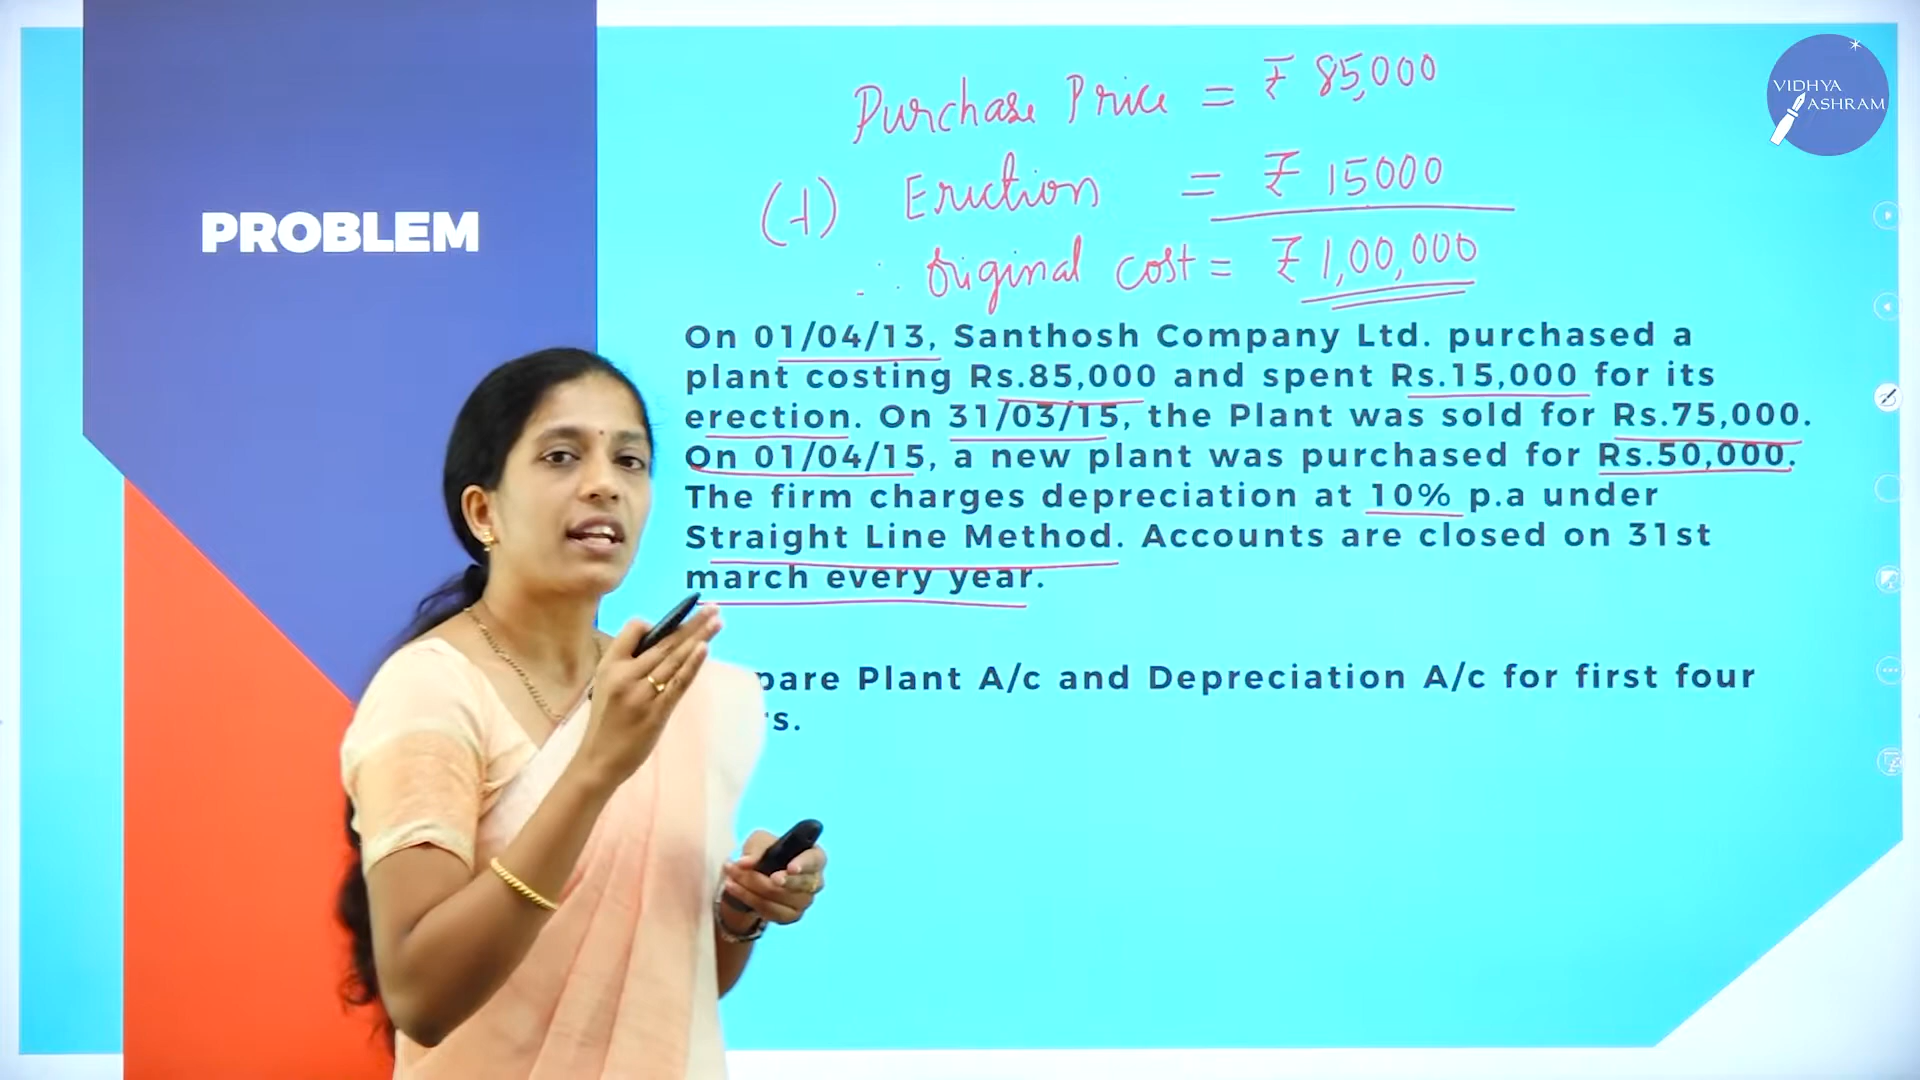 VIDHYA
ASHRAM
PROBLEM
Purchase Price = ₹ 85,000
(+) Erection = ₹ 15000
∴ Original cost = ₹ 1,00,000
On 01/04/13, Santhosh Company Ltd. purchased a
plant costing Rs.85,000 and spent Rs.15,000 for its
erection. On 31/03/15, the Plant was sold for Rs.75,000.
On 01/04/15, a new plant was purchased for Rs.50,000.
The firm charges depreciation at 10% p.a under
Straight Line Method. Accounts are closed on 31st
march every year.
pare Plant A/c and Depreciation A/c for first four
rs.